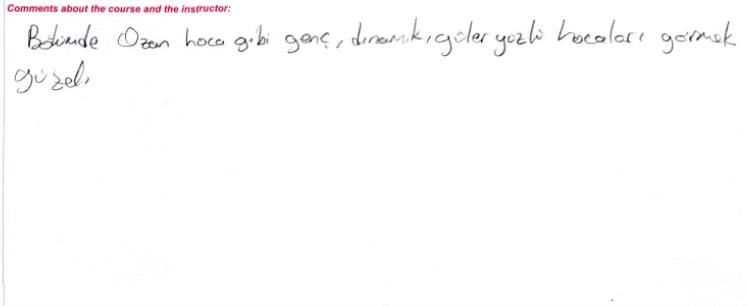 Comments about the course and the instructor:
Bölümde Ozan hoca gibi genç, dinamik, güler yüzlü hocaları görmek
güzel.